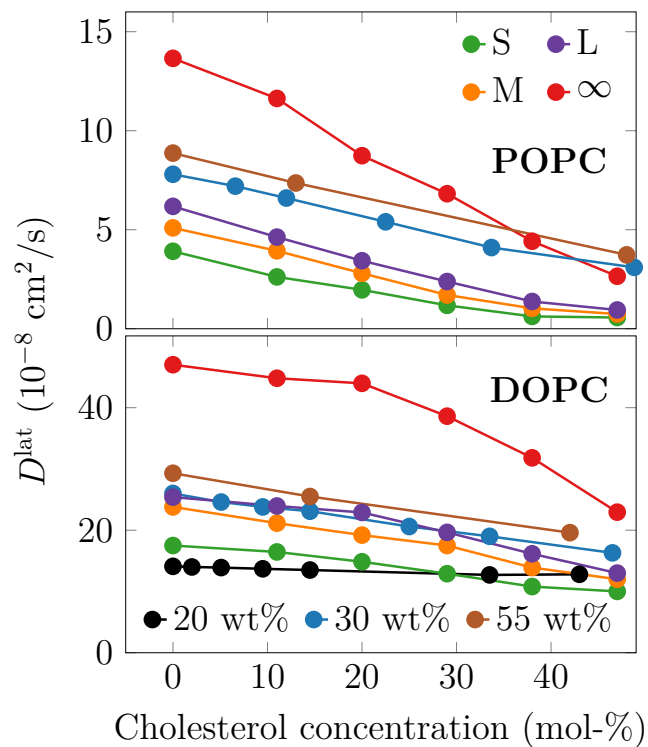 15
S L
M ∞
10
POPC
5
0
D^lat (10^−8 cm^2/s)
DOPC
40
20
20 wt% 30 wt% 55 wt%
0
0 10 20 30 40
Cholesterol concentration (mol-%)